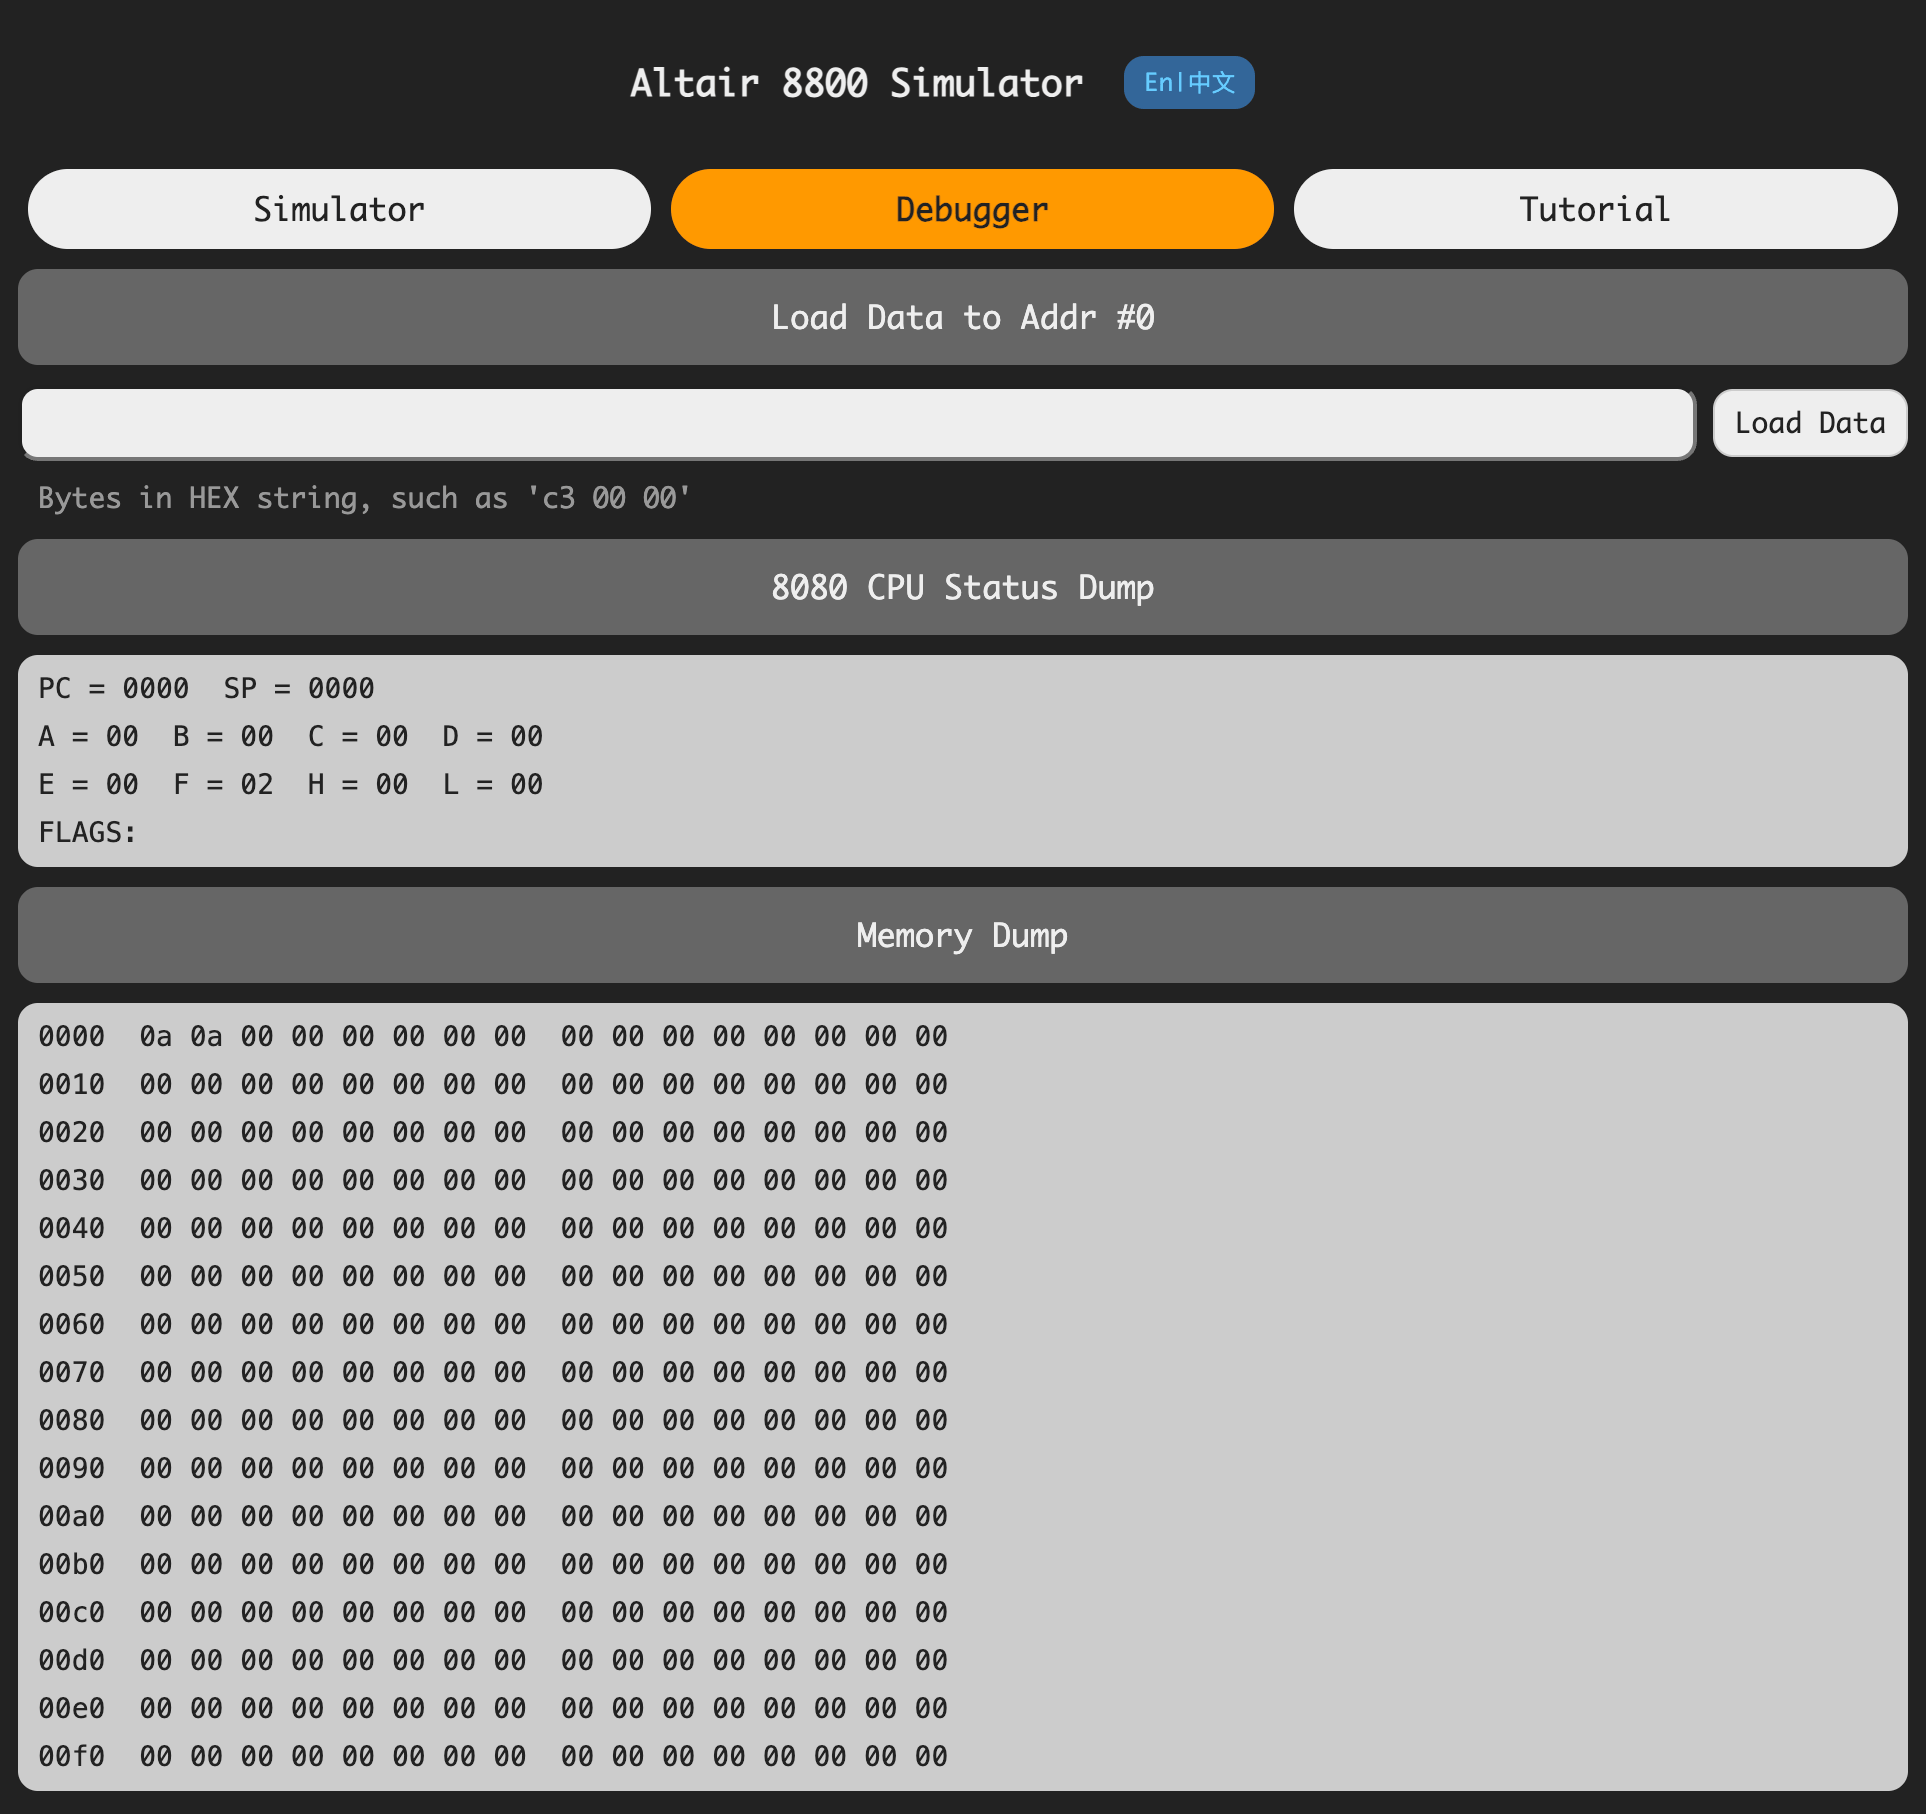 Altair 8800 Simulator En|中文
Simulator Debugger Tutorial
Load Data to Addr #0
Load Data
Bytes in HEX string, such as 'c3 00 00'
8080 CPU Status Dump
PC = 0000  SP = 0000
A = 00  B = 00  C = 00  D = 00
E = 00  F = 02  H = 00  L = 00
FLAGS:
Memory Dump
0000  0a 0a 00 00 00 00 00 00  00 00 00 00 00 00 00 00
0010  00 00 00 00 00 00 00 00  00 00 00 00 00 00 00 00
0020  00 00 00 00 00 00 00 00  00 00 00 00 00 00 00 00
0030  00 00 00 00 00 00 00 00  00 00 00 00 00 00 00 00
0040  00 00 00 00 00 00 00 00  00 00 00 00 00 00 00 00
0050  00 00 00 00 00 00 00 00  00 00 00 00 00 00 00 00
0060  00 00 00 00 00 00 00 00  00 00 00 00 00 00 00 00
0070  00 00 00 00 00 00 00 00  00 00 00 00 00 00 00 00
0080  00 00 00 00 00 00 00 00  00 00 00 00 00 00 00 00
0090  00 00 00 00 00 00 00 00  00 00 00 00 00 00 00 00
00a0  00 00 00 00 00 00 00 00  00 00 00 00 00 00 00 00
00b0  00 00 00 00 00 00 00 00  00 00 00 00 00 00 00 00
00c0  00 00 00 00 00 00 00 00  00 00 00 00 00 00 00 00
00d0  00 00 00 00 00 00 00 00  00 00 00 00 00 00 00 00
00e0  00 00 00 00 00 00 00 00  00 00 00 00 00 00 00 00
00f0  00 00 00 00 00 00 00 00  00 00 00 00 00 00 00 00